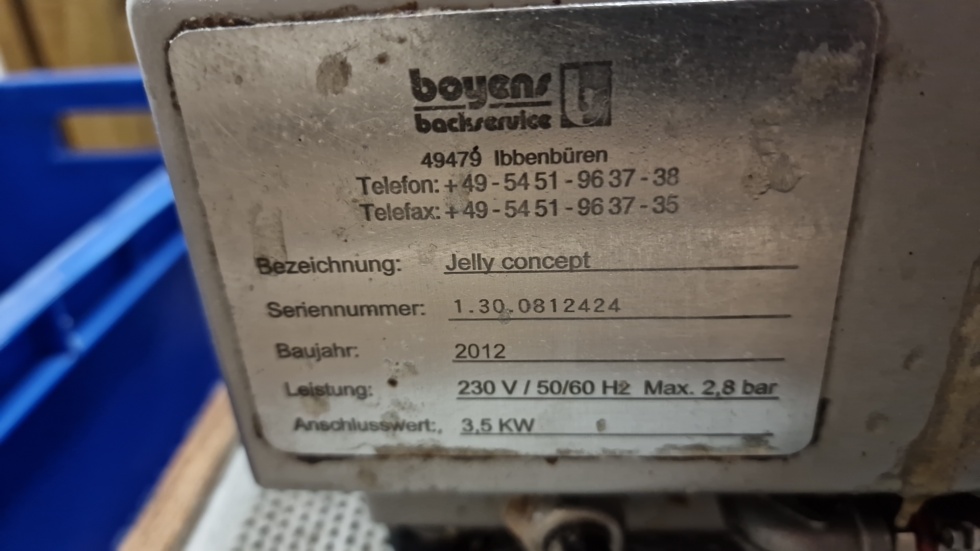 boyens
backservice
49479 Ibbenbüren
Telefon: +49 - 54 51 - 96 37 - 38
Telefax: +49 - 54 51 - 96 37 - 35
Bezeichnung: Jelly concept
Seriennummer: 1.30.0812424
Baujahr: 2012
Leistung: 230 V / 50/60 Hz Max. 2,8 bar
Anschlusswert:, 3,5 KW